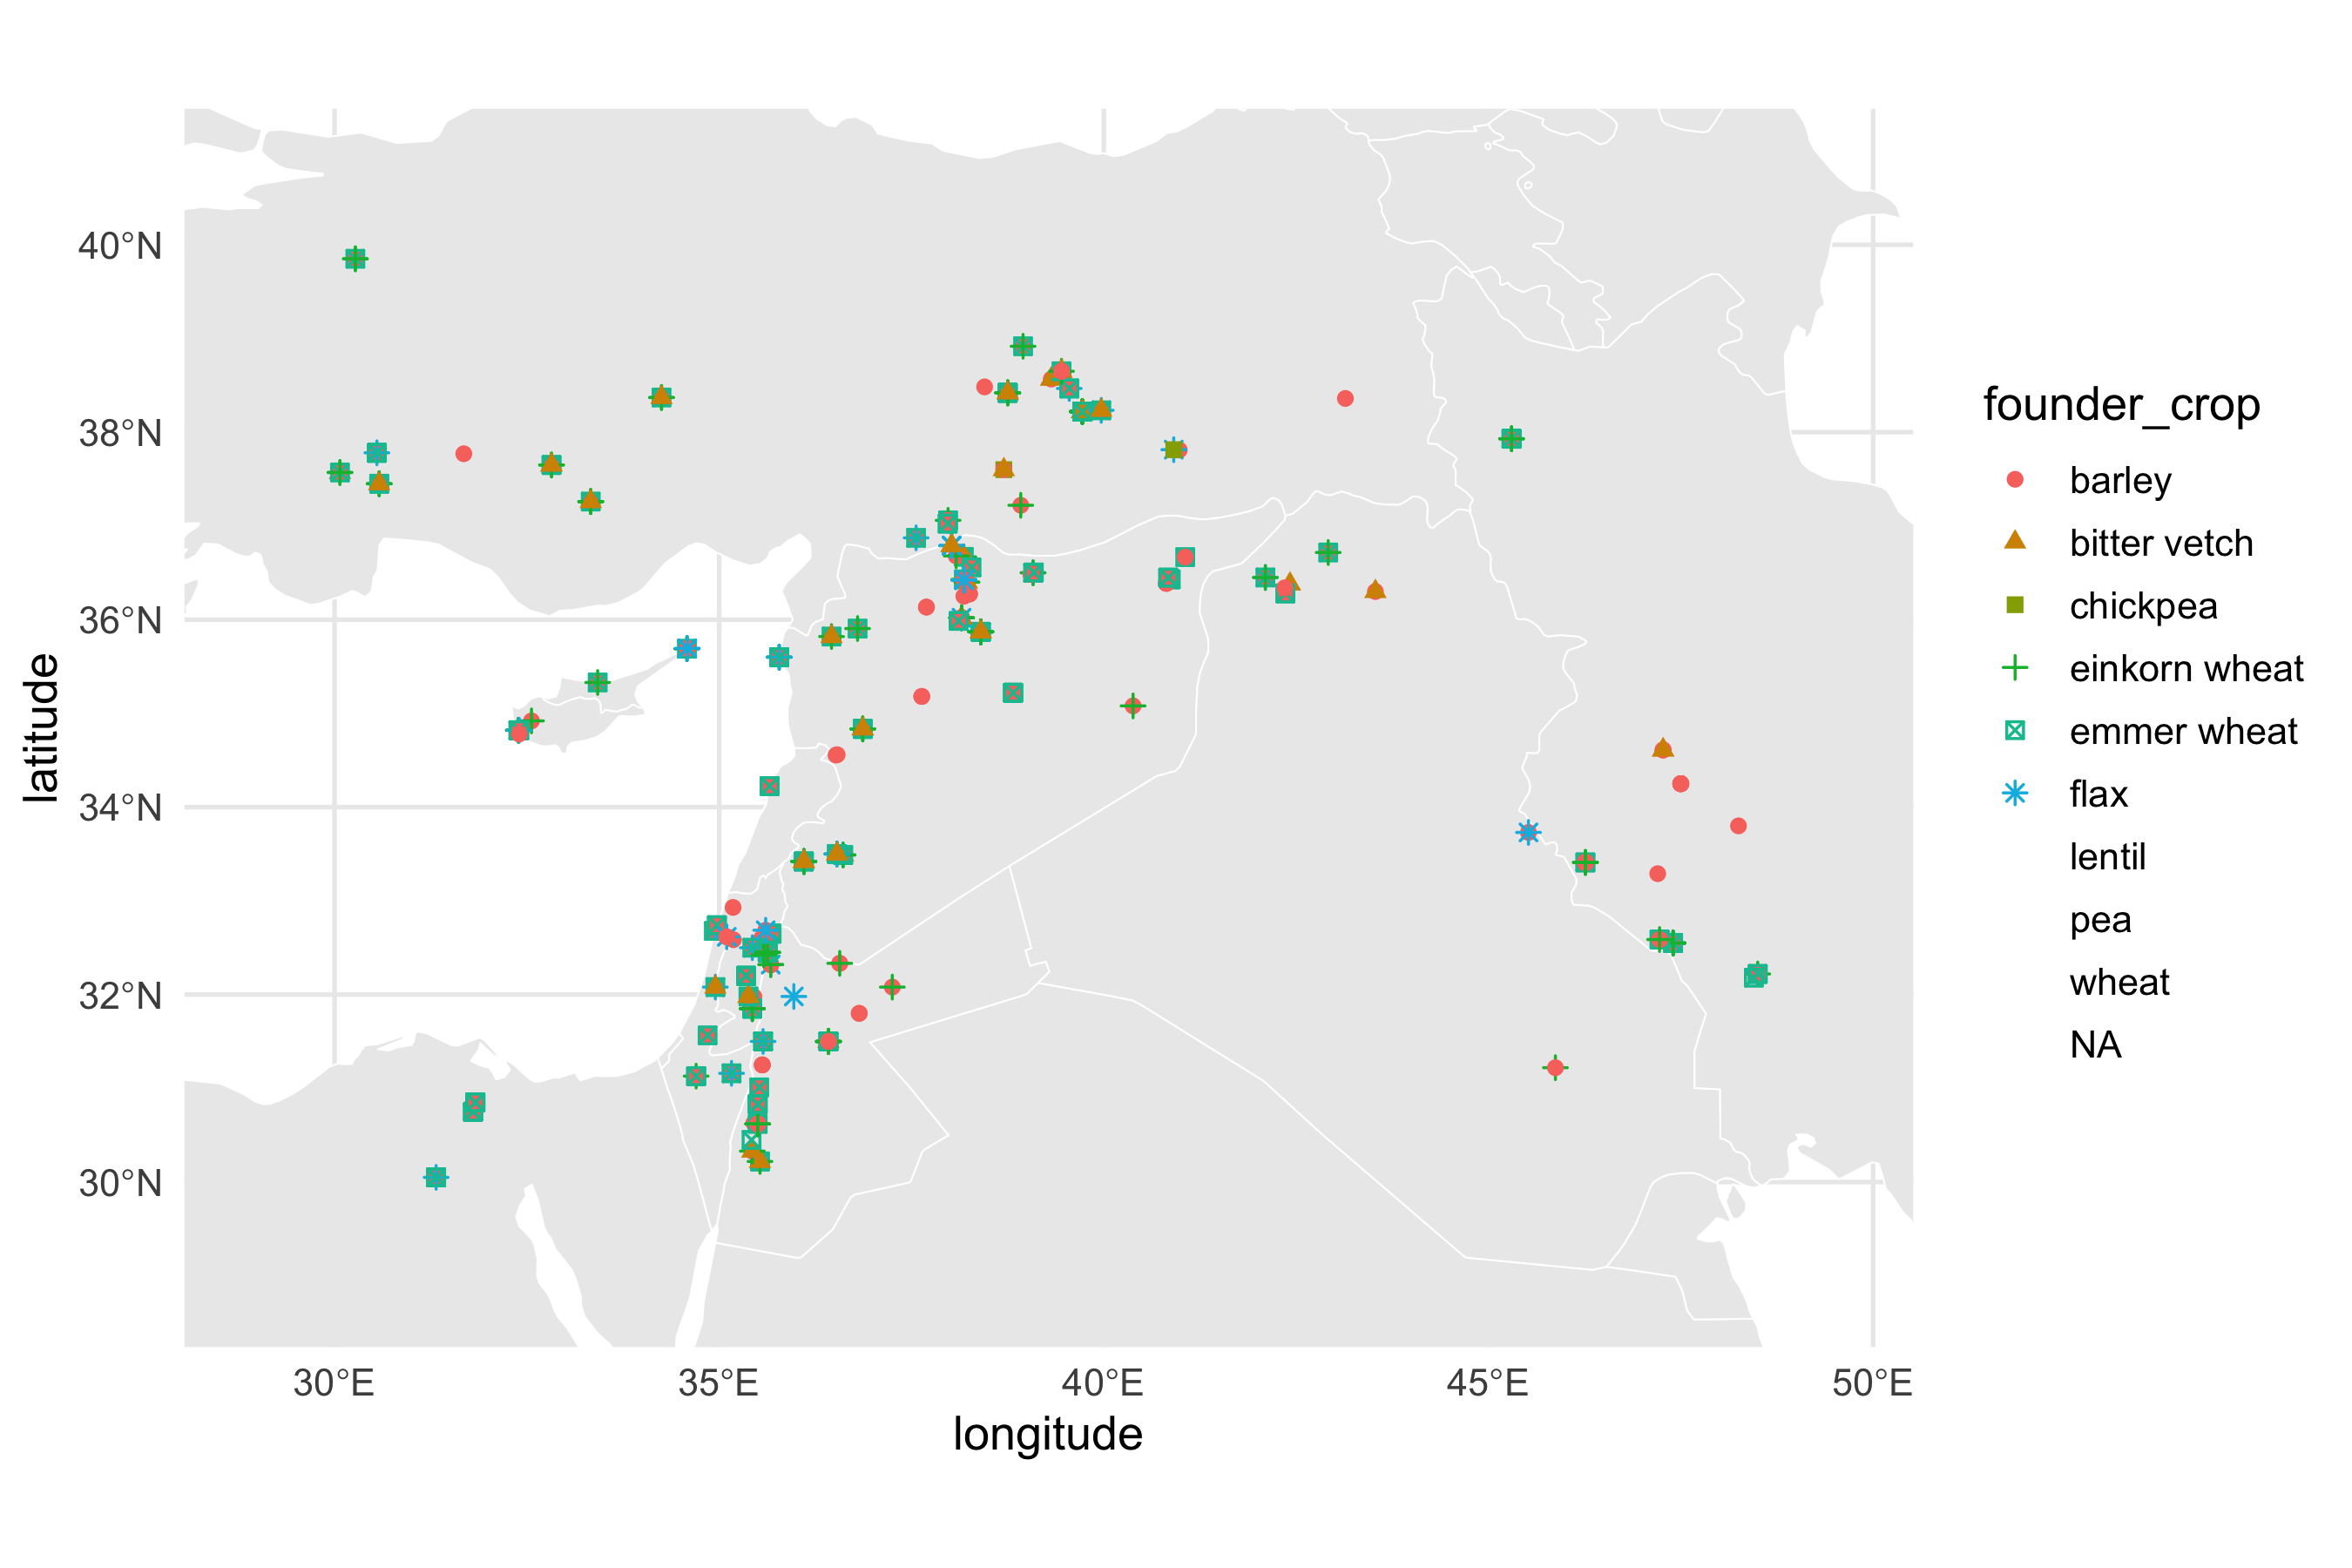 40°N
38°N
36°N
34°N
32°N
30°N
latitude
30°E
35°E
40°E
45°E
50°E
longitude
founder_crop
barley
bitter vetch
chickpea
einkorn wheat
emmer wheat
flax
lentil
pea
wheat
NA